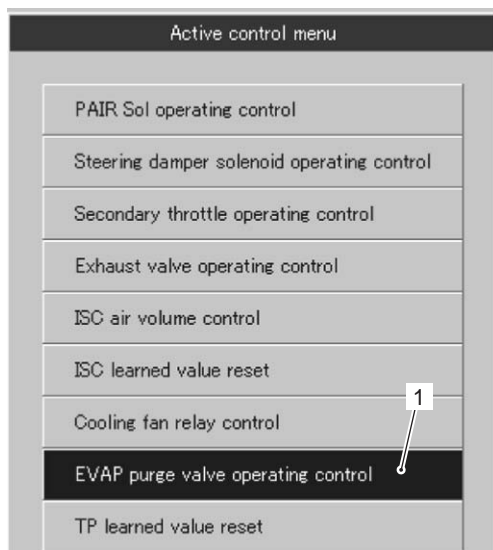 Active control menu
PAIR Sol operating control
Steering damper solenoid operating control
Secondary throttle operating control
Exhaust valve operating control
ISC air volume control
ISC learned value reset
1
Cooling fan relay control
EVAP purge valve operating control
TP learned value reset